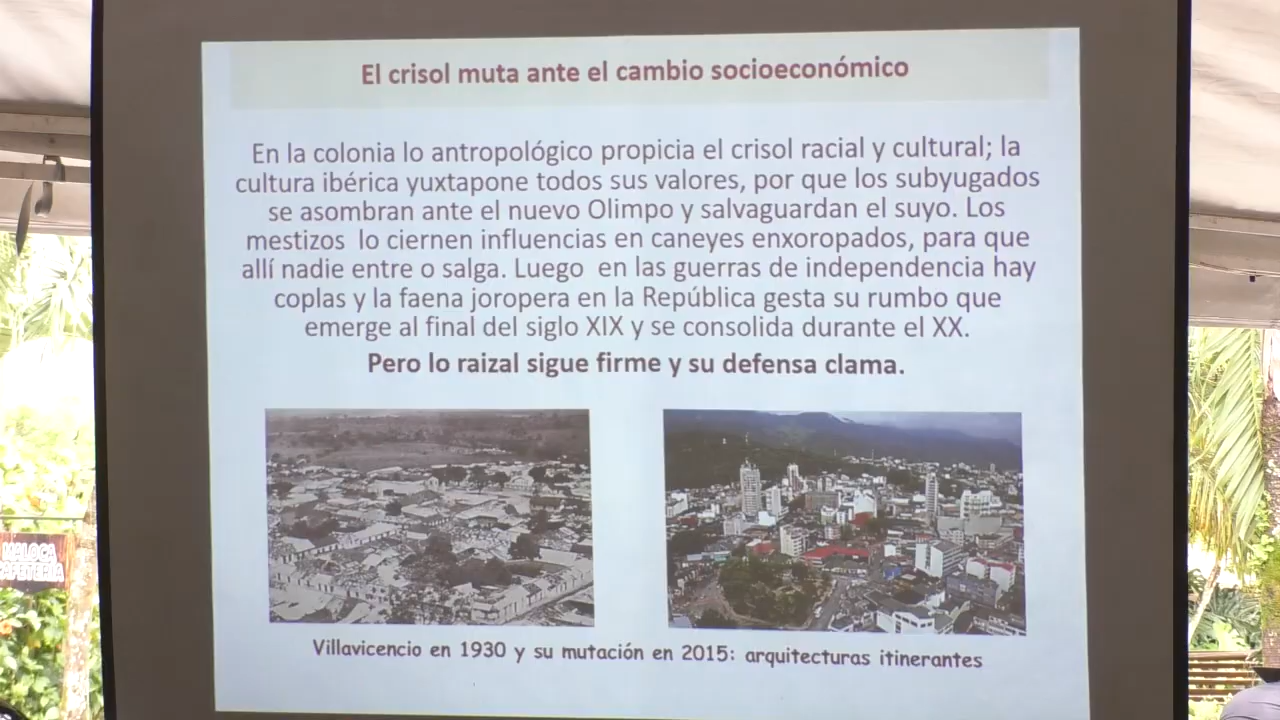 El crisol muta ante el cambio socioeconómico
En la colonia lo antropológico propicia el crisol racial y cultural; la
cultura ibérica yuxtapone todos sus valores, por que los subyugados
se asombran ante el nuevo Olimpo y salvaguardan el suyo. Los
mestizos lo ciernen influencias en caneyes enxoropados, para que
allí nadie entre o salga. Luego en las guerras de independencia hay
coplas y la faena joropera en la República gesta su rumbo que
emerge al final del siglo XIX y se consolida durante el XX.
Pero lo raizal sigue firme y su defensa clama.
Villavicencio en 1930 y su mutación en 2015: arquitecturas itinerantes
MALOCA